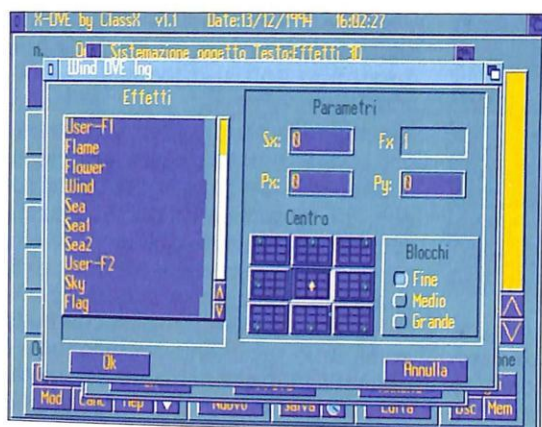 X-DVE by ClassX v1.1 Date:13/12/1994 16:02:27
n. Sistemazione oggetto Testo:Effetti 3D
Wind DVE Ing
Effetti
User-F1
Flame
Flower
Wind
Sea
Sea1
Sea2
User-F2
Sky
Flag
Parametri
Sx: 0 Fx 1
Px: 0 Py: 0
Centro
Blocchi
Fine
Medio
Grande
Ok Annulla
Mod Canc Rep Nuovo Salva Mem